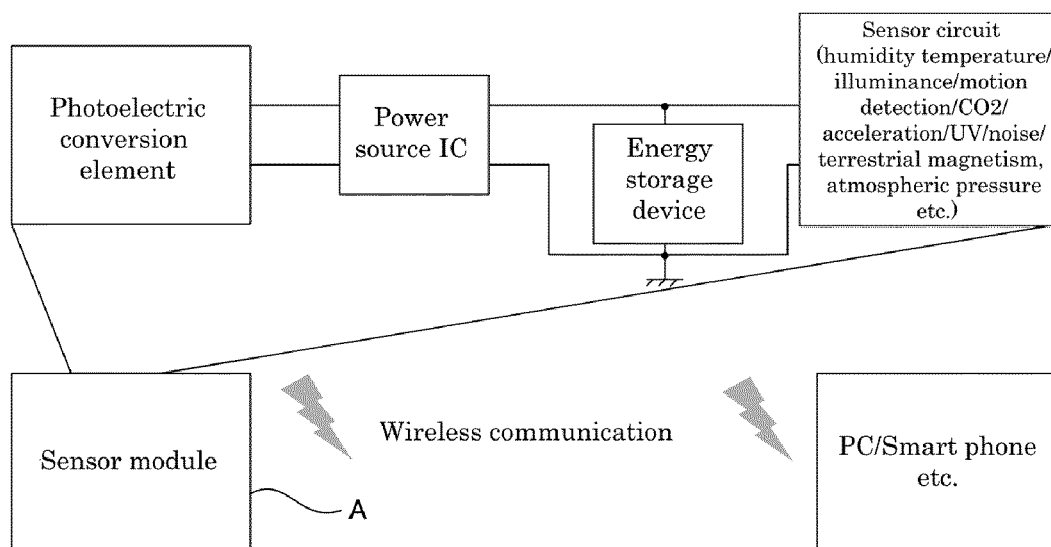 Photoelectric
conversion
element
Power
source IC
Energy
storage
device
Sensor circuit
(humidity temperature/
illuminance/motion
detection/CO2/
acceleration/UV/noise/
terrestrial magnetism,
atmospheric pressure
etc.)
Sensor module
A
Wireless communication
PC/Smart phone
etc.